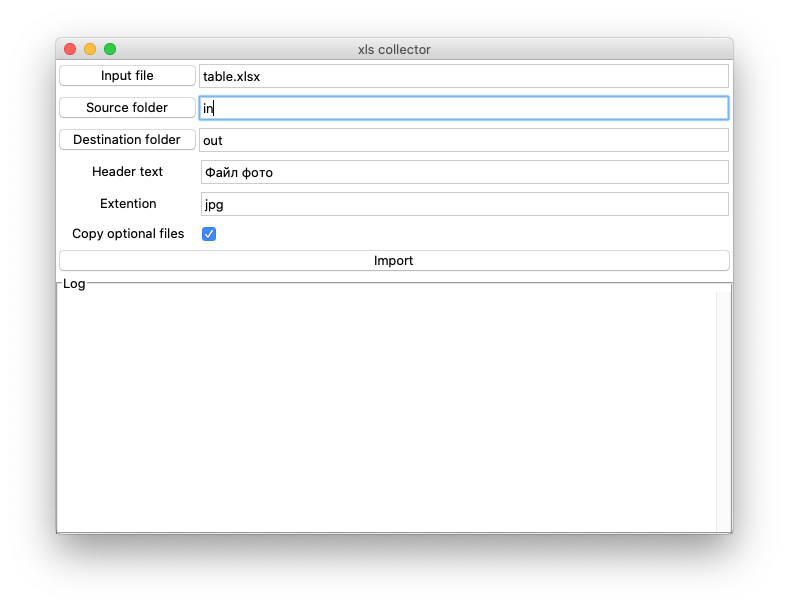 xls collector
Input file table.xlsx
Source folder in
Destination folder out
Header text Файл фото
Extention jpg
Copy optional files
Import
Log